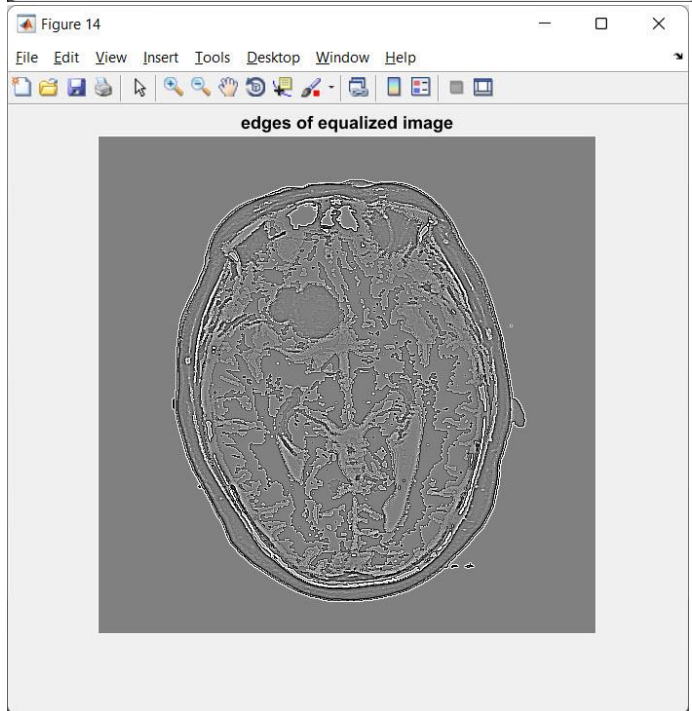 Figure 14
File Edit View Insert Tools Desktop Window Help
edges of equalized image